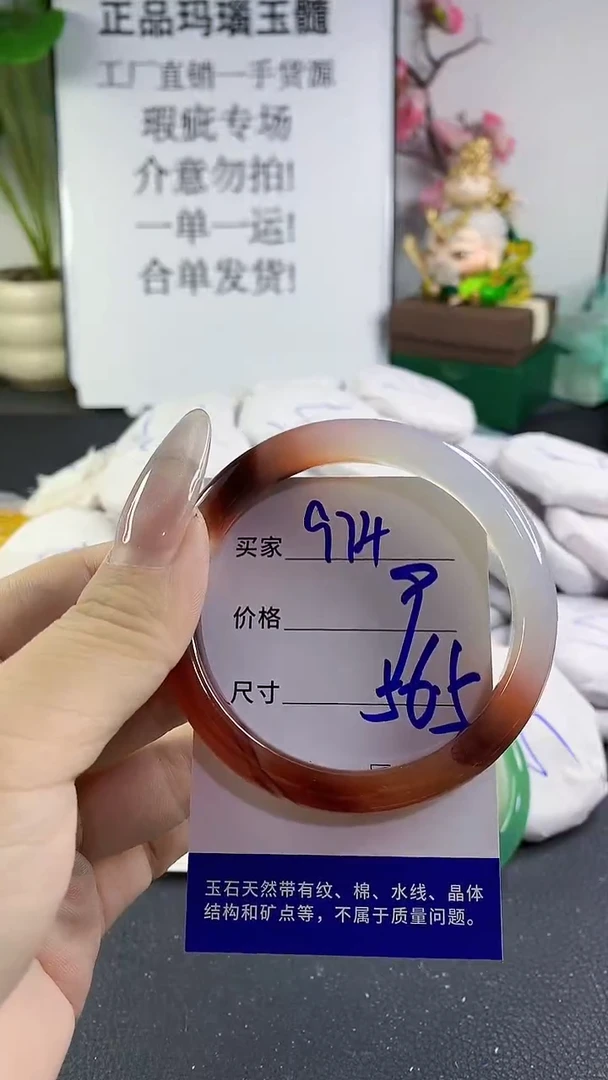 正品玛瑙玉髓
工厂直销一手货源
瑕疵专场
介意勿拍!
一单一运!
合单发货!
买家 974
价格
尺寸 565
玉石天然带有纹、棉、水线、晶体
结构和矿点等，不属于质量问题。